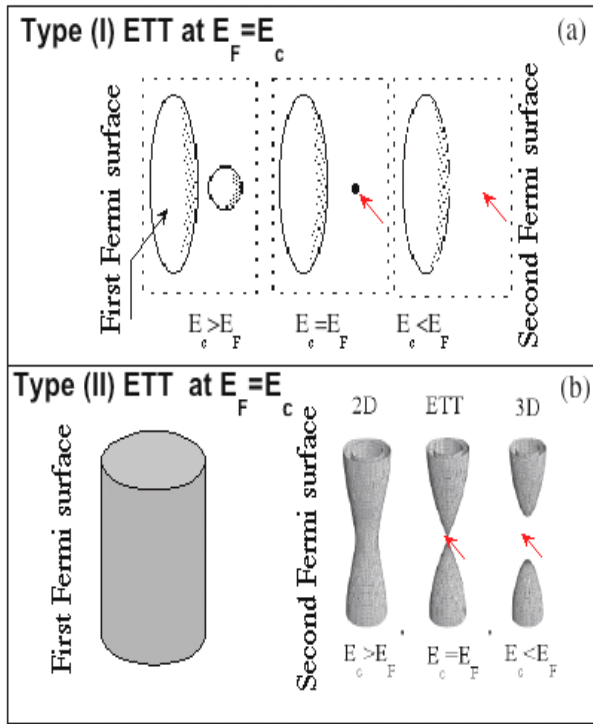 Type (I) ETT at E_F=E_c
(a)
First Fermi surface
Second Fermi surface
E_c>E_F
E_c=E_F
E_c<E_F
Type (II) ETT at E_F=E_c
(b)
2D
ETT
3D
First Fermi surface
Second Fermi surface
E_c>E_F
E_c=E_F
E_c<E_F